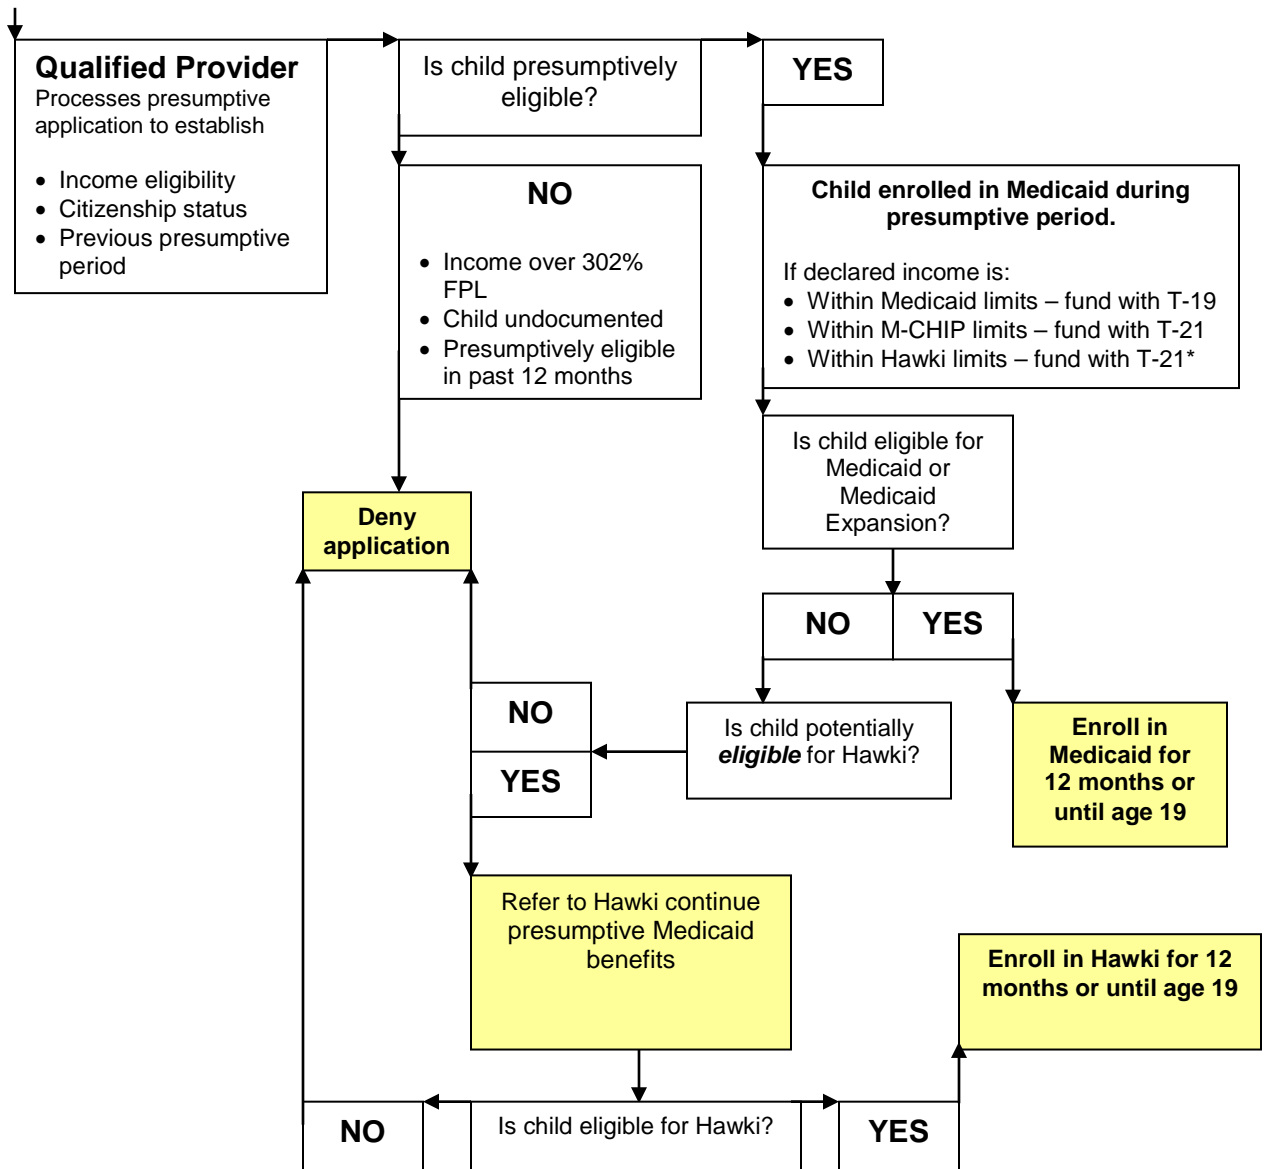 Qualified Provider
Processes presumptive
application to establish
• Income eligibility
• Citizenship status
• Previous presumptive
period
Is child presumptively
eligible?
YES
NO
• Income over 302%
FPL
• Child undocumented
• Presumptively eligible
in past 12 months
Child enrolled in Medicaid during
presumptive period.
If declared income is:
• Within Medicaid limits – fund with T-19
• Within M-CHIP limits – fund with T-21
• Within Hawki limits – fund with T-21*
Is child eligible for
Medicaid or
Medicaid
Expansion?
Deny
application
NO
YES
NO
YES
Is child potentially
eligible for Hawki?
Enroll in
Medicaid for
12 months or
until age 19
Refer to Hawki continue
presumptive Medicaid
benefits
Enroll in Hawki for 12
months or until age 19
NO
Is child eligible for Hawki?
YES